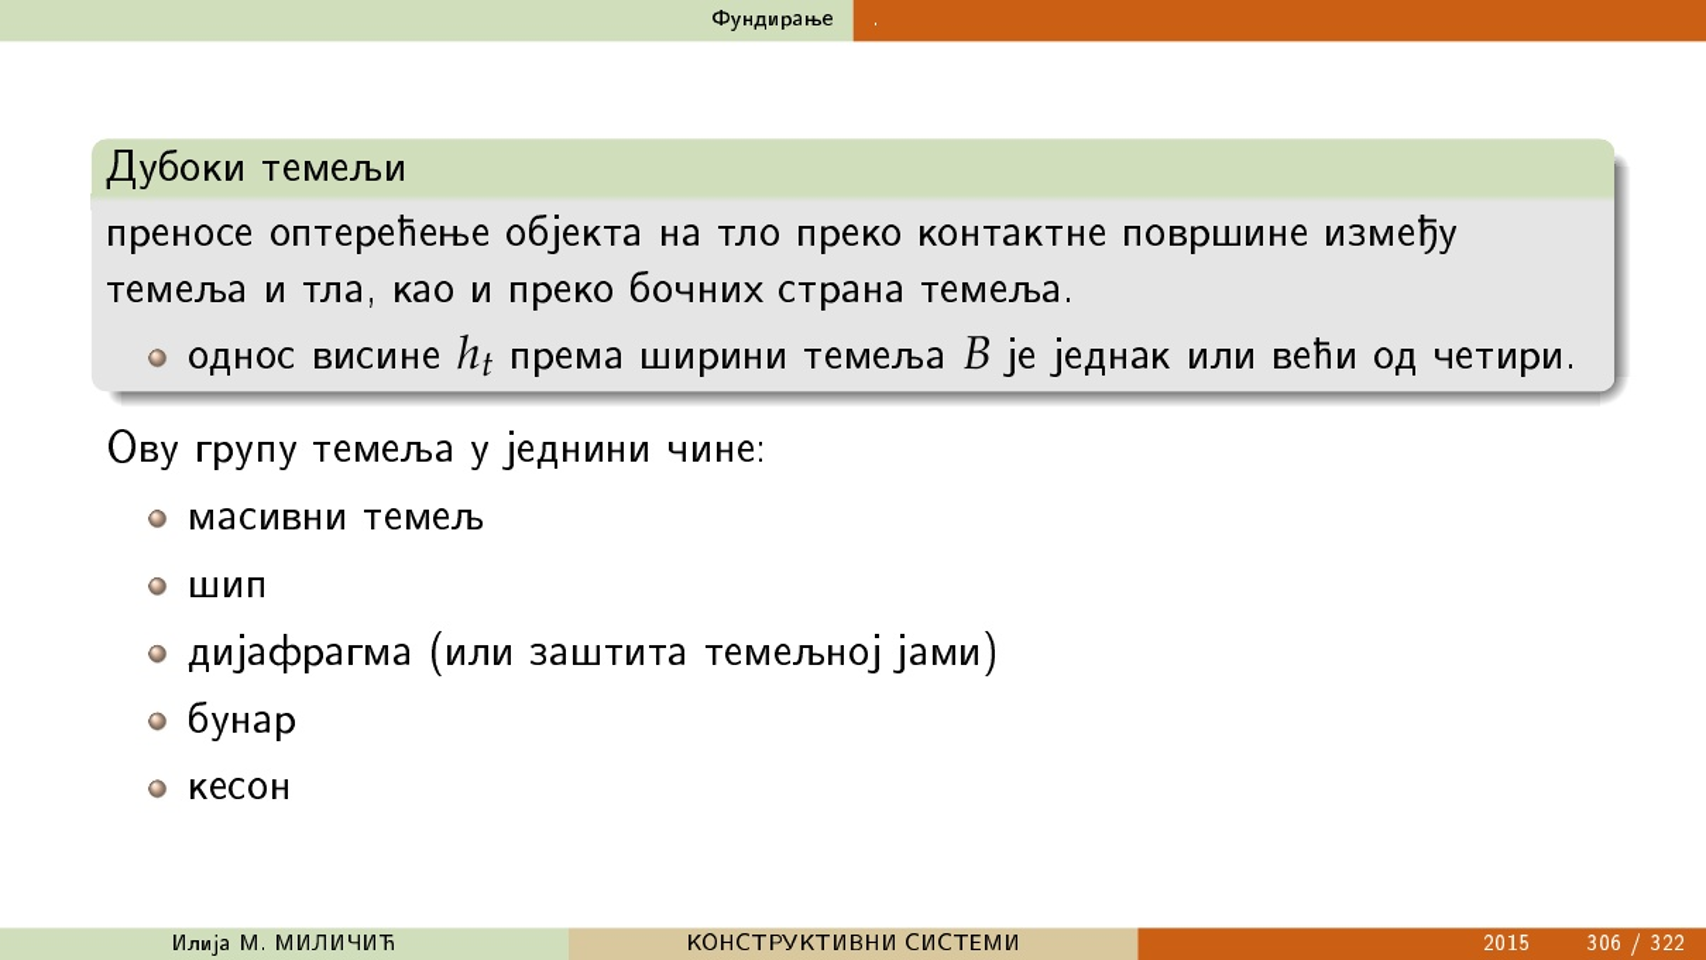 Фундирање .
Дубоки темељи
преносе оптерећење објекта на тло преко контактне површине између
темеља и тла, као и преко бочних страна темеља.
однос висине hₜ према ширини темеља B је једнак или већи од четири.
Ову групу темеља у једнини чине:
масивни темељ
шип
дијафрагма (или заштита темељној јами)
бунар
кесон
Илија М. МИЛИЧИЋ КОНСТРУКТИВНИ СИСТЕМИ 2015 306 / 322